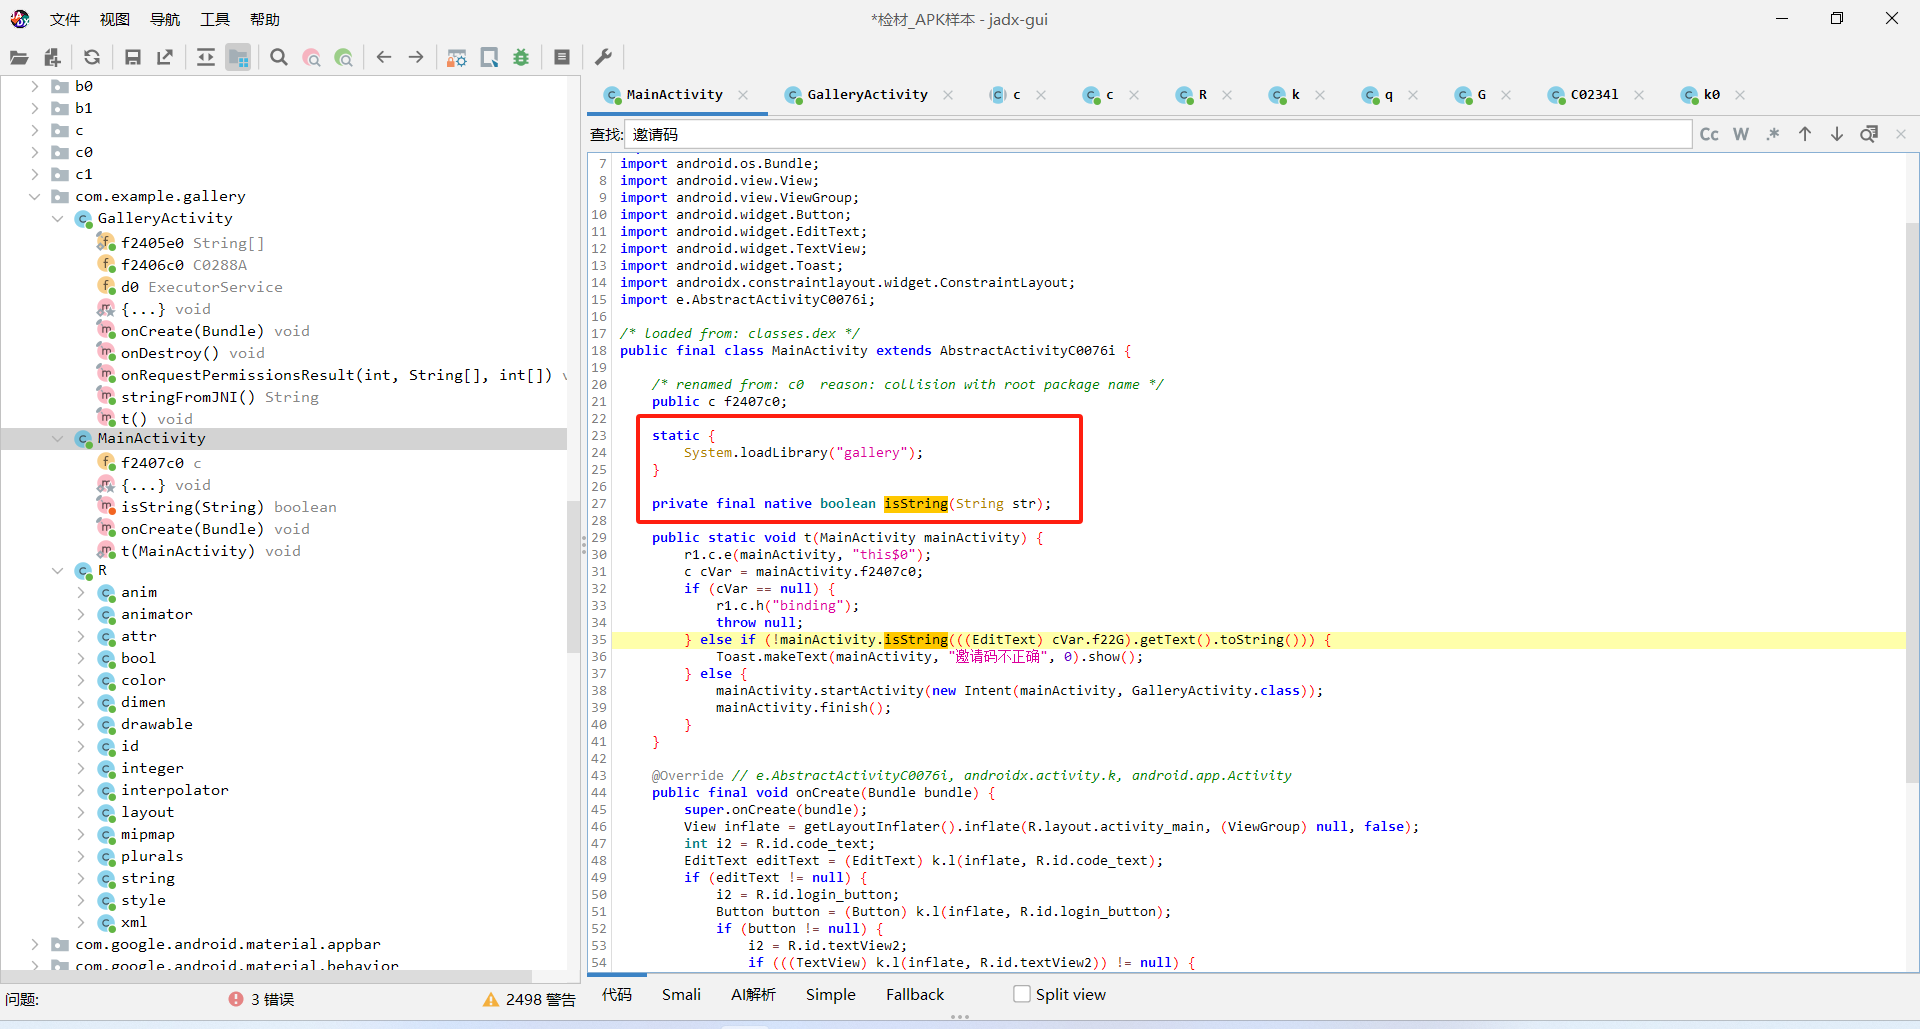 文件 视图 导航 工具 帮助
*检材_APK样本 - jadx-gui
b0
b1
c
c0
c1
com.example.gallery
GalleryActivity
f2405e0 String[]
f2406c0 C0288A
d0 ExecutorService
{...} void
onCreate(Bundle) void
onDestroy() void
onRequestPermissionsResult(int, String[], int[])
stringFromJNI() String
t() void
MainActivity
f2407c0 c
{...} void
isString(String) boolean
onCreate(Bundle) void
t(MainActivity) void
R
anim
animator
attr
bool
color
dimen
drawable
id
integer
interpolator
layout
mipmap
plurals
string
style
xml
com.google.android.material.appbar
com.google.android.material.behavior
问题:
3 错误
2498 警告
MainActivity GalleryActivity c c R k q G C0234l k0
查找: 邀请码
Cc W .*
7 import android.os.Bundle;
8 import android.view.View;
9 import android.view.ViewGroup;
10 import android.widget.Button;
11 import android.widget.EditText;
12 import android.widget.TextView;
13 import android.widget.Toast;
14 import androidx.constraintlayout.widget.ConstraintLayout;
15 import e.AbstractActivityC0076i;
16
17 /* loaded from: classes.dex */
18 public final class MainActivity extends AbstractActivityC0076i {
19
20 /* renamed from: c0  reason: collision with root package name */
21 public c f2407c0;
22
23 static {
24 System.loadLibrary("gallery");
25 }
26
27 private final native boolean isString(String str);
28
29 public static void t(MainActivity mainActivity) {
30 r1.c.e(mainActivity, "this$0");
31 c cVar = mainActivity.f2407c0;
32 if (cVar == null) {
33 r1.c.h("binding");
34 throw null;
35 } else if (!mainActivity.isString(((EditText) cVar.f22G).getText().toString())) {
36 Toast.makeText(mainActivity, "邀请码不正确", 0).show();
37 } else {
38 mainActivity.startActivity(new Intent(mainActivity, GalleryActivity.class));
39 mainActivity.finish();
40 }
41 }
42
43 @Override // e.AbstractActivityC0076i, androidx.activity.k, android.app.Activity
44 public final void onCreate(Bundle bundle) {
45 super.onCreate(bundle);
46 View inflate = getLayoutInflater().inflate(R.layout.activity_main, (ViewGroup) null, false);
47 int i2 = R.id.code_text;
48 EditText editText = (EditText) k.l(inflate, R.id.code_text);
49 if (editText != null) {
50 i2 = R.id.login_button;
51 Button button = (Button) k.l(inflate, R.id.login_button);
52 if (button != null) {
53 i2 = R.id.textView2;
54 if (((TextView) k.l(inflate, R.id.textView2)) != null) {
代码 Smali AI解析 Simple Fallback Split view